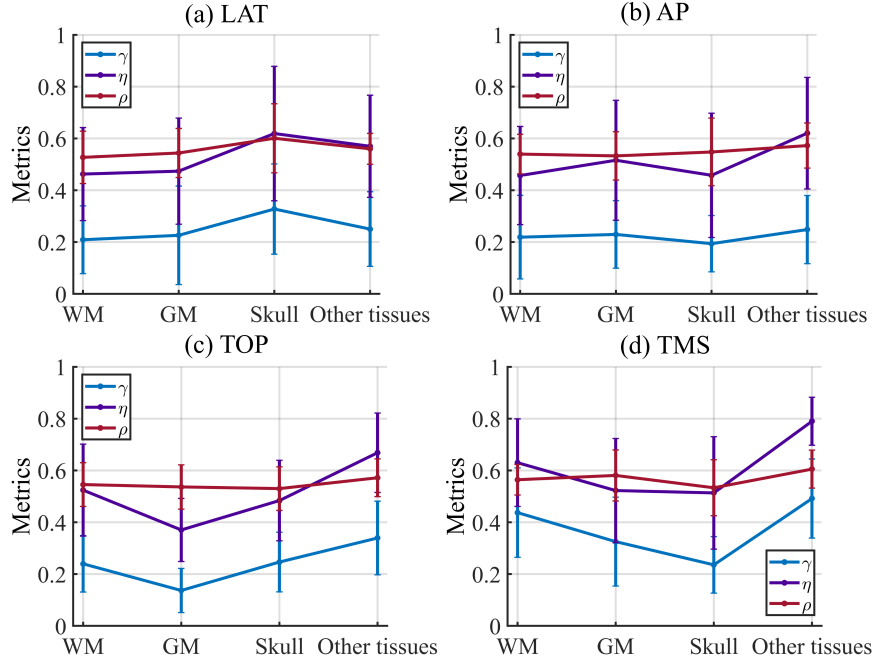 (a) LAT
1
0.8
0.6
0.4
0.2
0
Metrics
γ
η
ρ
WM GM Skull Other tissues
(b) AP
1
0.8
0.6
0.4
0.2
0
Metrics
γ
η
ρ
WM GM Skull Other tissues
(c) TOP
1
0.8
0.6
0.4
0.2
0
Metrics
γ
η
ρ
WM GM Skull Other tissues
(d) TMS
1
0.8
0.6
0.4
0.2
0
Metrics
γ
η
ρ
WM GM Skull Other tissues